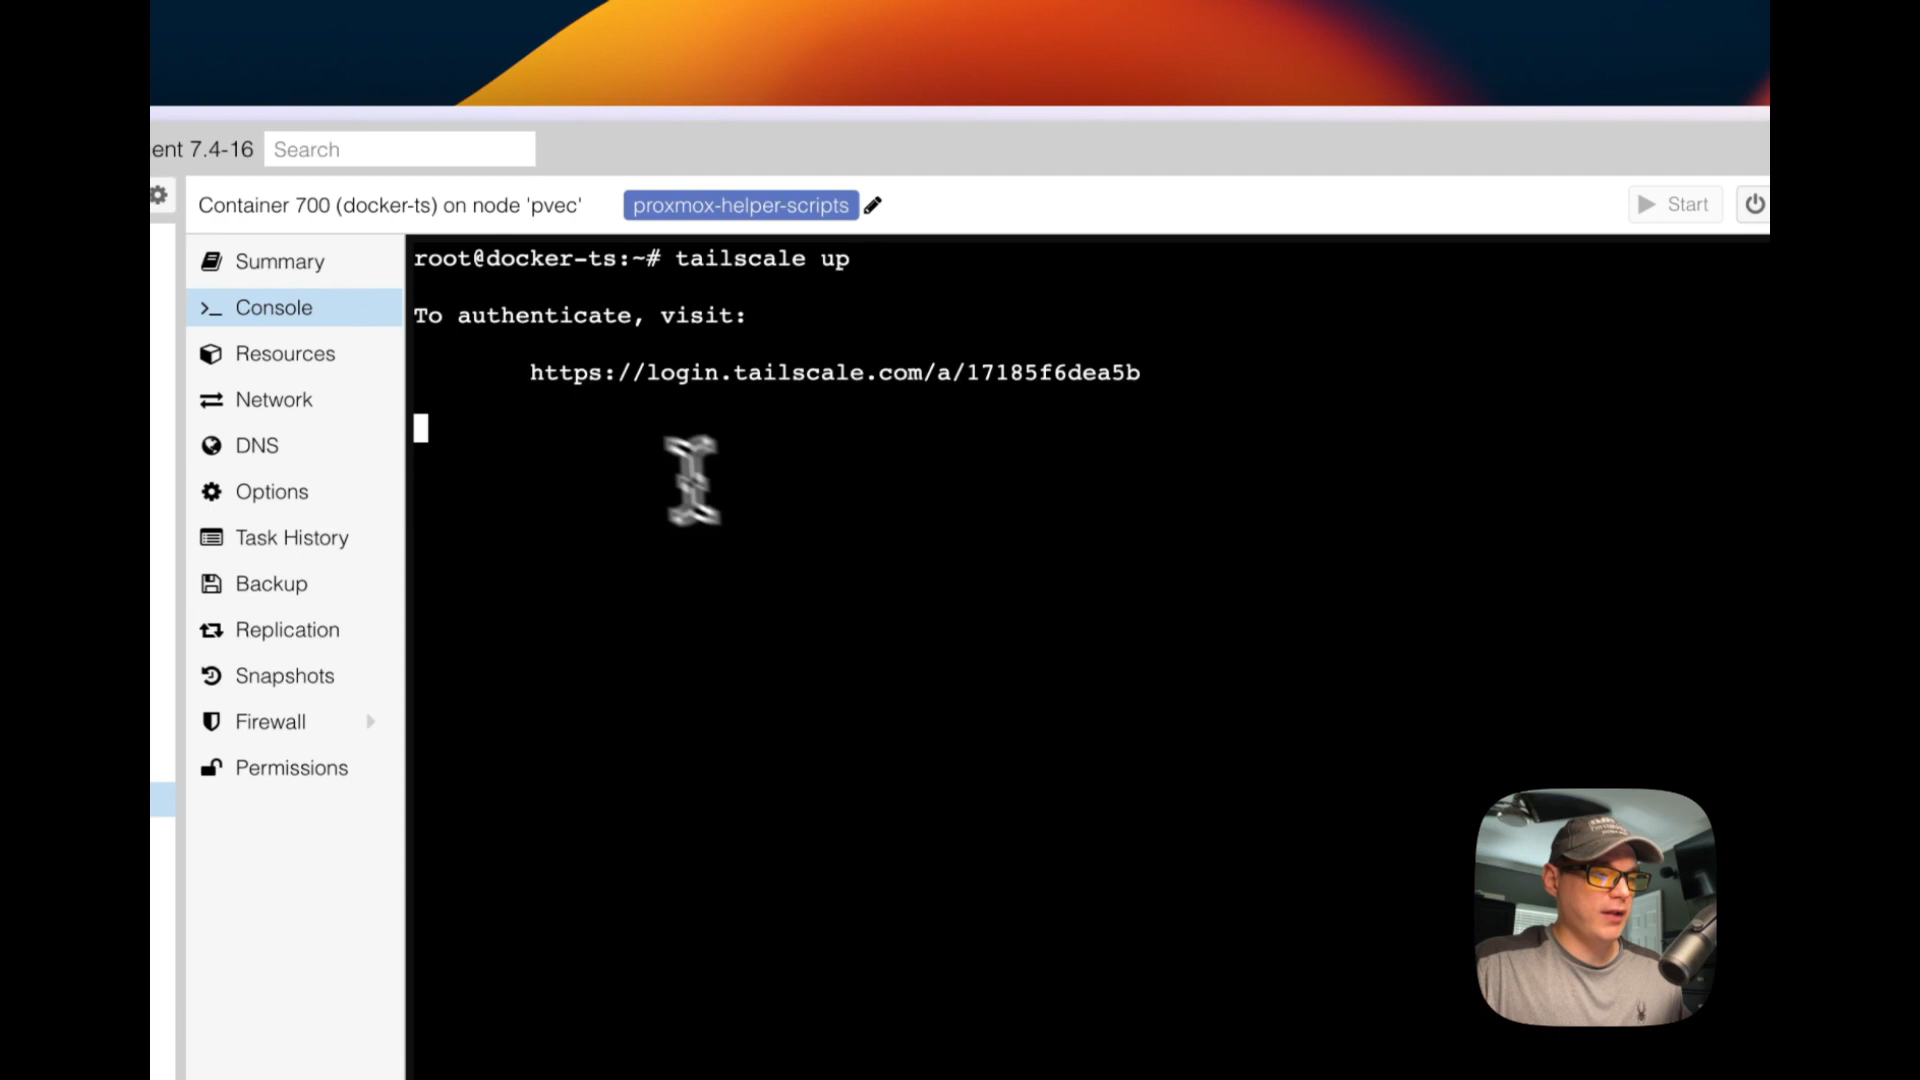 ent 7.4-16
Search
Container 700 (docker-ts) on node 'pvec'
proxmox-helper-scripts
Start
Summary
Console
Resources
Network
DNS
Options
Task History
Backup
Replication
Snapshots
Firewall
Permissions
root@docker-ts:~# tailscale up
To authenticate, visit:
https://login.tailscale.com/a/17185f6dea5b